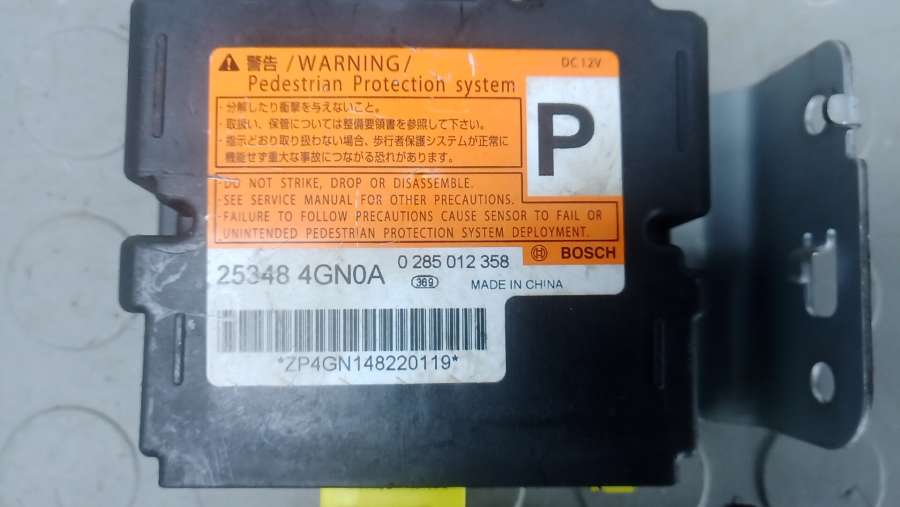 警告 /WARNING/ DC12V
Pedestrian Protection system
・分解したり衝撃を与えないこと。
・取扱い、保管については整備要領書を参照して下さい。
・指示どおり取り扱わない場合、歩行者保護システムが正常に
機能せず重大な事故につながる恐れがあります。
P
・DO NOT STRIKE, DROP OR DISASSEMBLE.
・SEE SERVICE MANUAL FOR OTHER PRECAUTIONS.
・FAILURE TO FOLLOW PRECAUTIONS CAUSE SENSOR TO FAIL OR
UNINTENDED PEDESTRIAN PROTECTION SYSTEM DEPLOYMENT.
BOSCH
25348 4GN0A 0 285 012 358
369 MADE IN CHINA
*ZP4GN148220119*